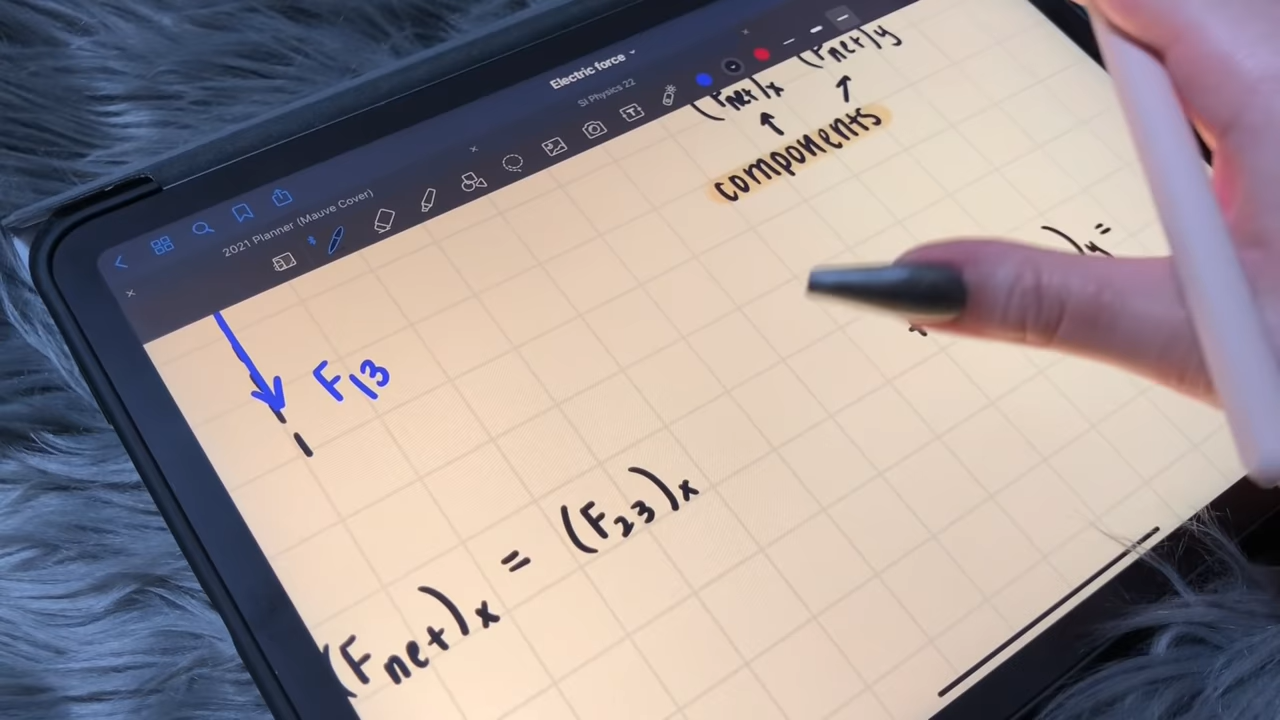 Electric force
SI Physics 22
2021 Planner (Mauve Cover)
(Fnet)x (Fnet)y
↑ ↑
components
)y =
x
F13
(Fnet)x = (F23)x